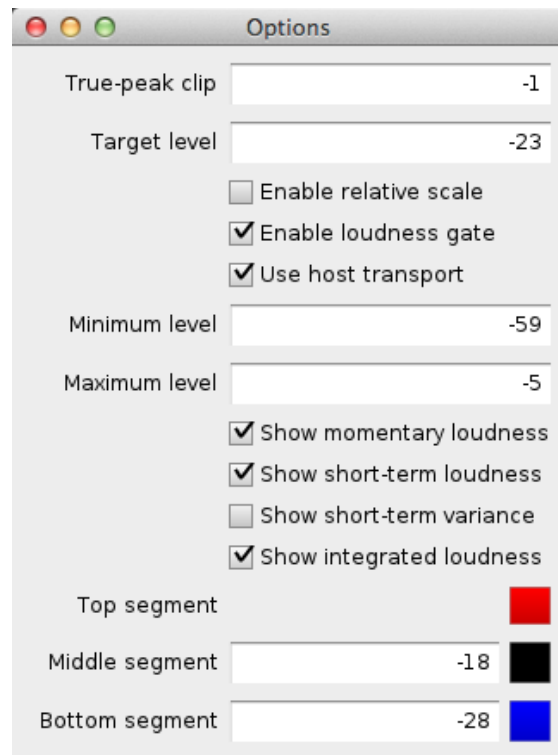 Options
True-peak clip -1
Target level -23
Enable relative scale
Enable loudness gate
Use host transport
Minimum level -59
Maximum level -5
Show momentary loudness
Show short-term loudness
Show short-term variance
Show integrated loudness
Top segment
Middle segment -18
Bottom segment -28